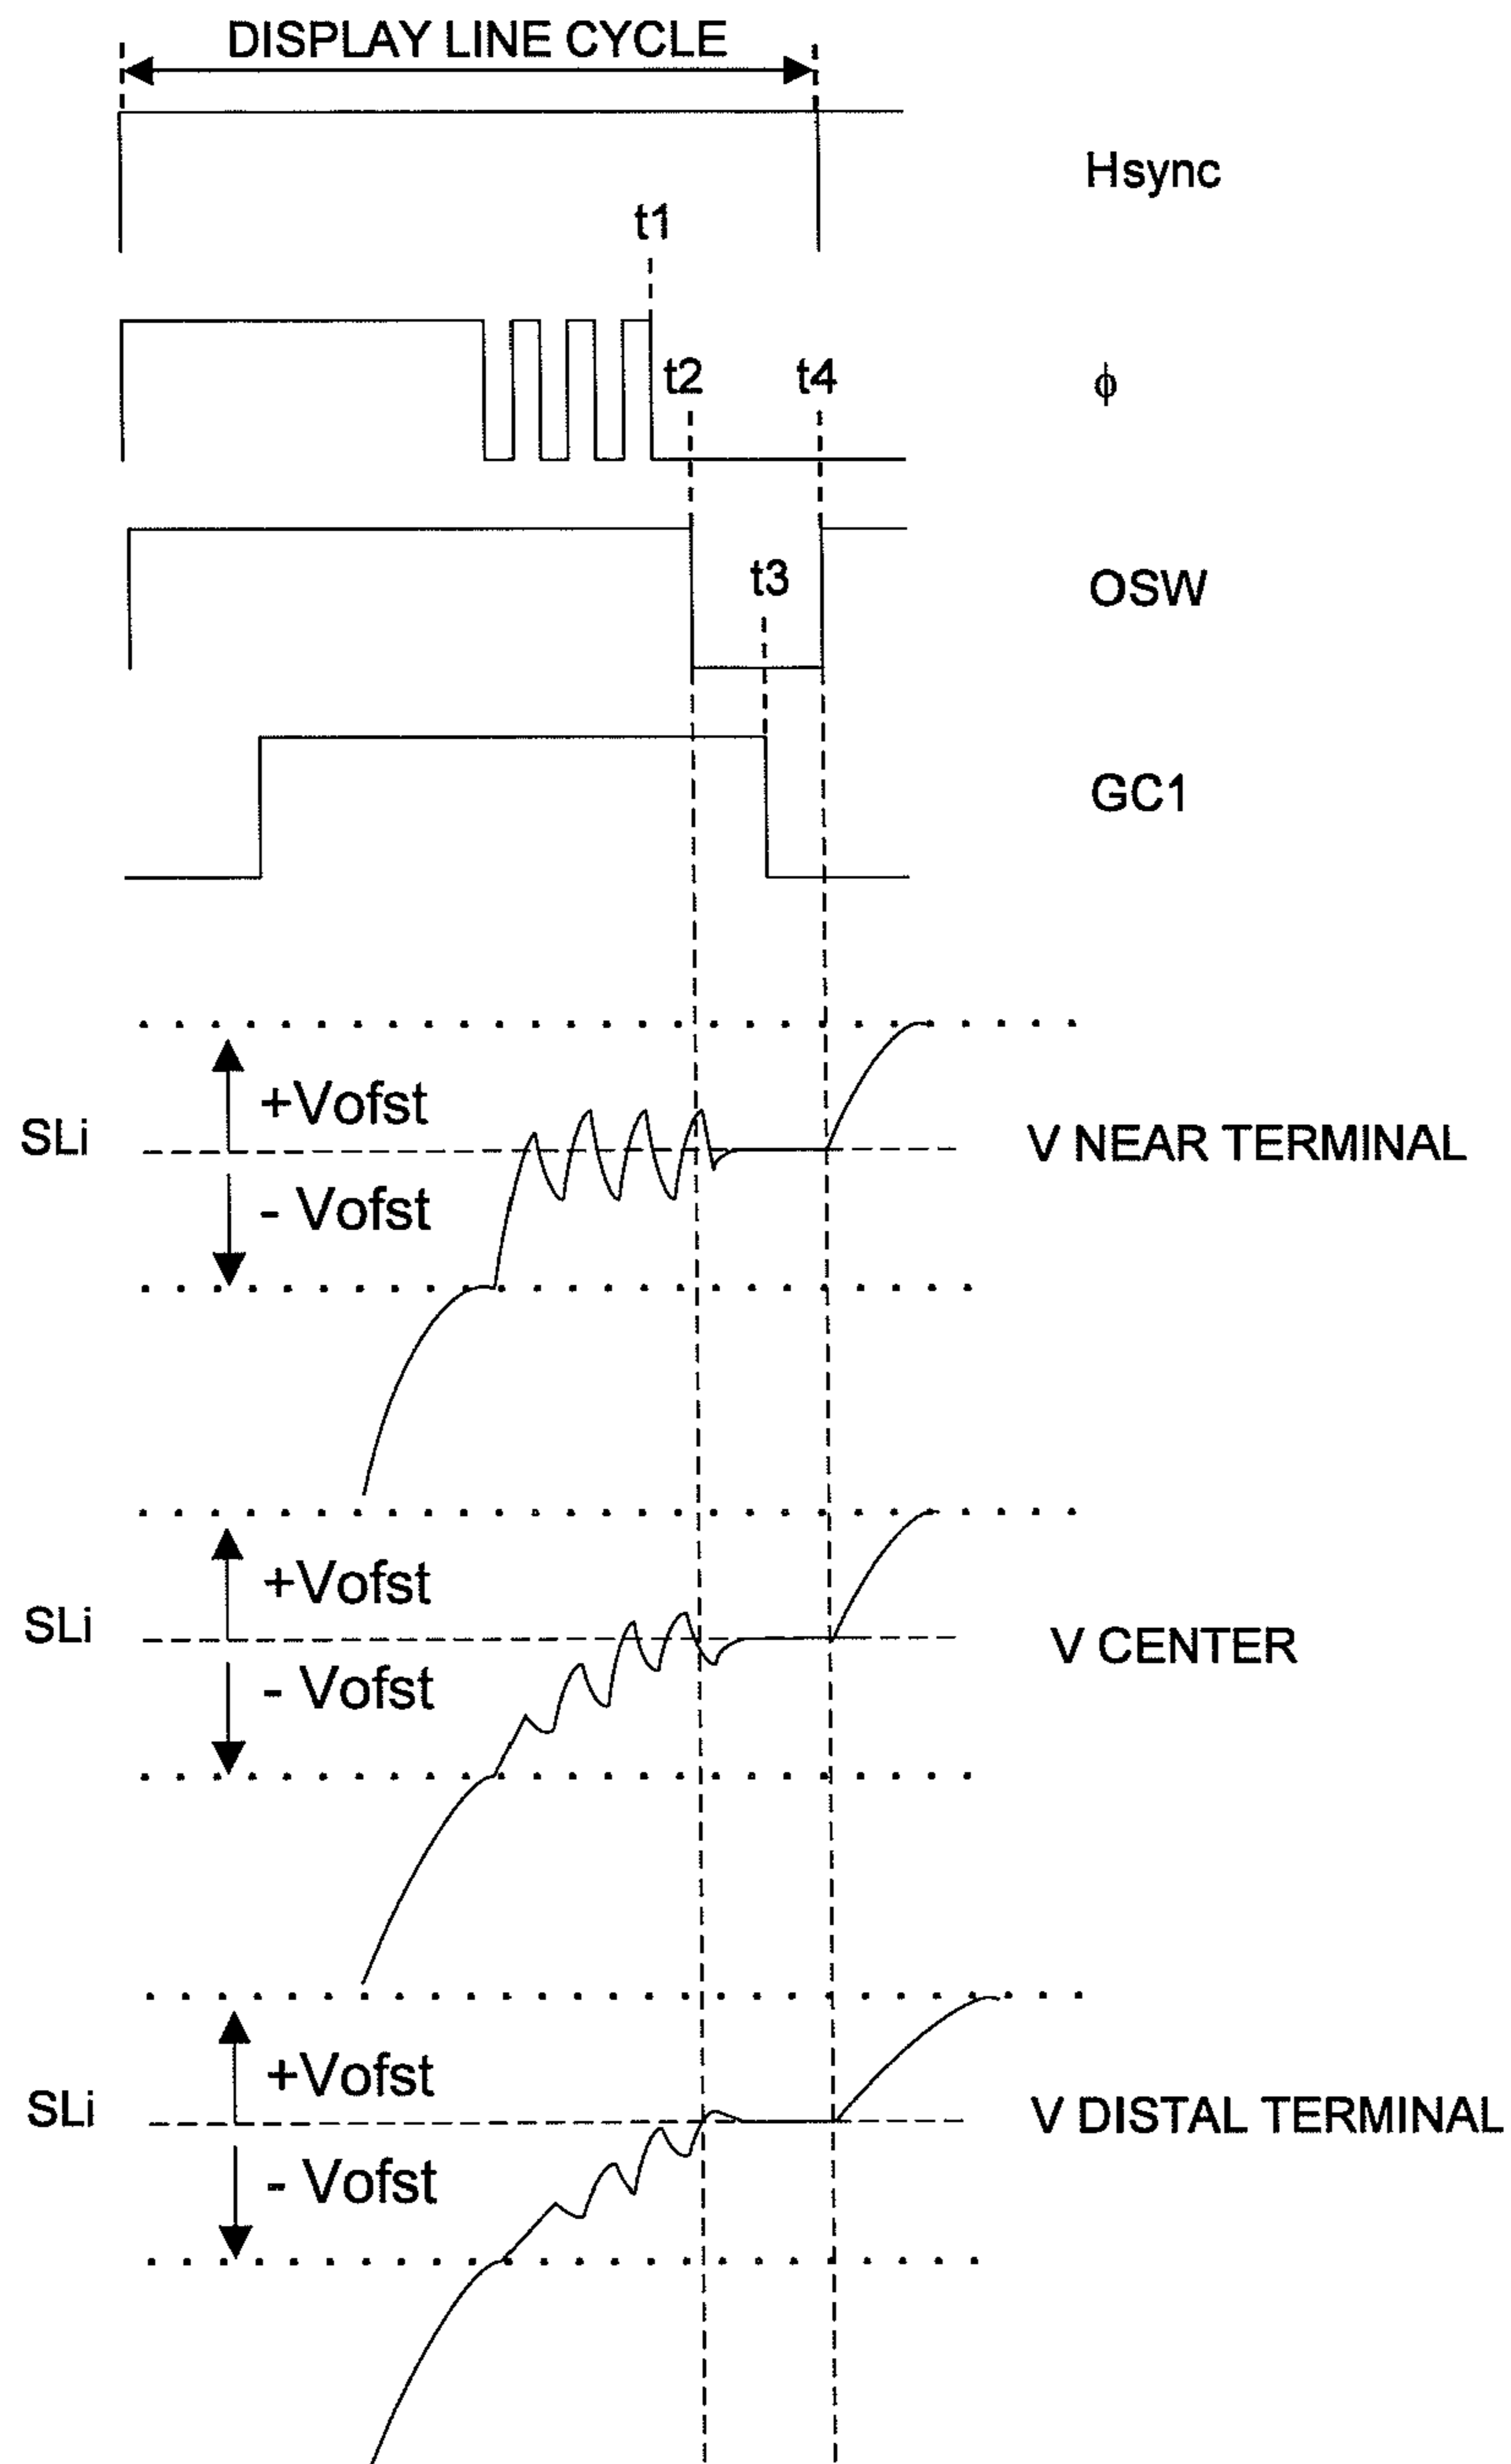 DISPLAY LINE CYCLE
Hsync
t1
t2
t4
ϕ
t3
OSW
GC1
+Vofst
SLi
V NEAR TERMINAL
- Vofst
+Vofst
SLi
V CENTER
- Vofst
+Vofst
SLi
V DISTAL TERMINAL
- Vofst